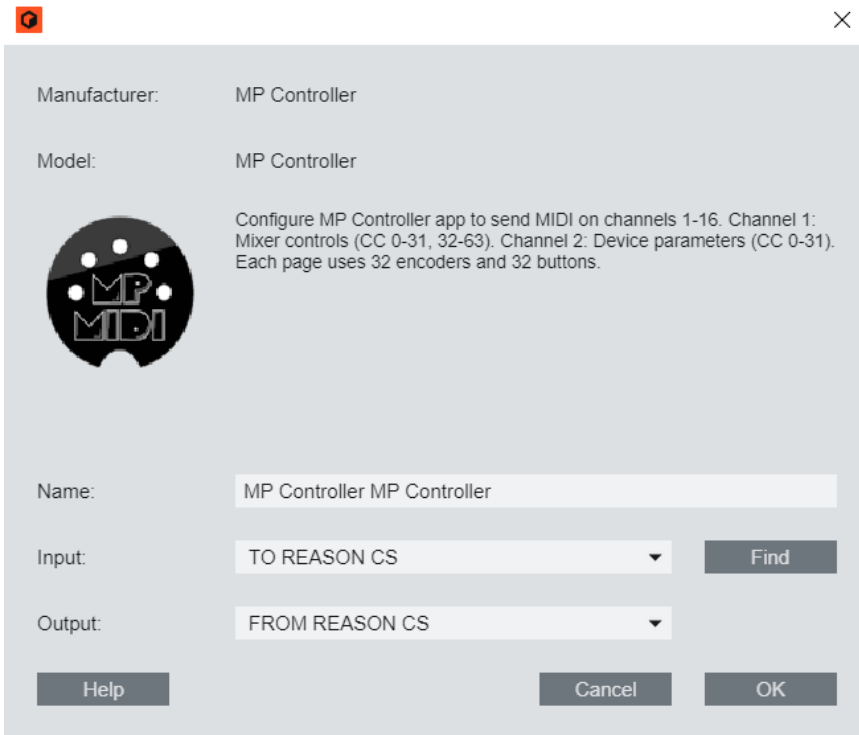 Manufacturer: MP Controller
Model: MP Controller
Configure MP Controller app to send MIDI on channels 1-16. Channel 1:
Mixer controls (CC 0-31, 32-63). Channel 2: Device parameters (CC 0-31).
Each page uses 32 encoders and 32 buttons.
MP
MIDI
Name: MP Controller MP Controller
Input: TO REASON CS Find
Output: FROM REASON CS
Help Cancel OK